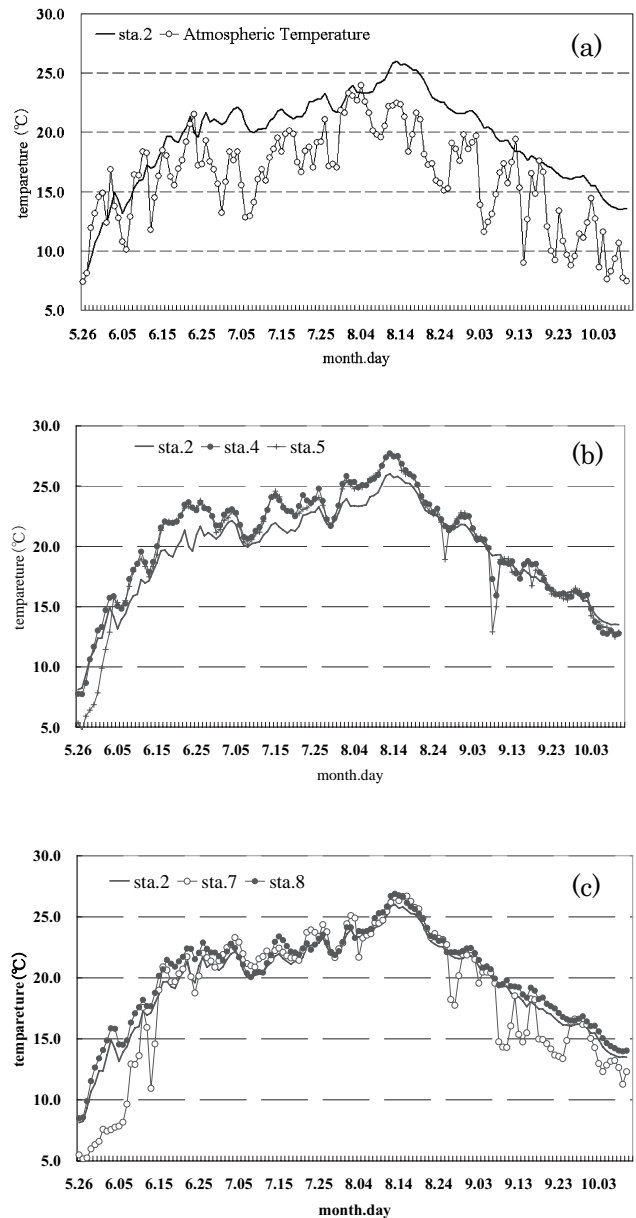 30.0
sta.2 Atmospheric Temperature
(a)
25.0
20.0
15.0
10.0
5.0
tempareture (℃)
5.26 6.05 6.15 6.25 7.05 7.15 7.25 8.04 8.14 8.24 9.03 9.13 9.23 10.03
month.day
30.0
sta.2 sta.4 sta.5
(b)
25.0
20.0
15.0
10.0
5.0
tempareture (℃)
5.26 6.05 6.15 6.25 7.05 7.15 7.25 8.04 8.14 8.24 9.03 9.13 9.23 10.03
month.day
30.0
sta.2 sta.7 sta.8
(c)
25.0
20.0
15.0
10.0
5.0
tempareture(℃)
5.26 6.05 6.15 6.25 7.05 7.15 7.25 8.04 8.14 8.24 9.03 9.13 9.23 10.03
month.day